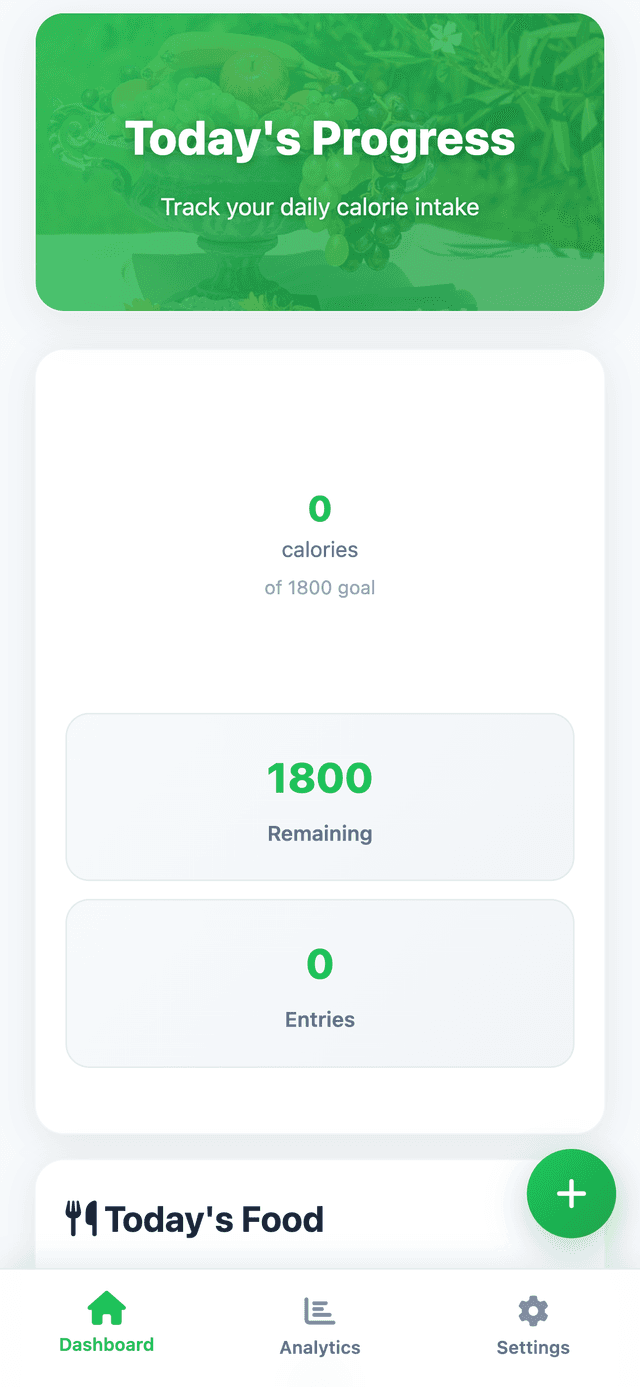 Today's Progress
Track your daily calorie intake
0
calories
of 1800 goal
1800
Remaining
0
Entries
Today's Food
Dashboard
Analytics
Settings